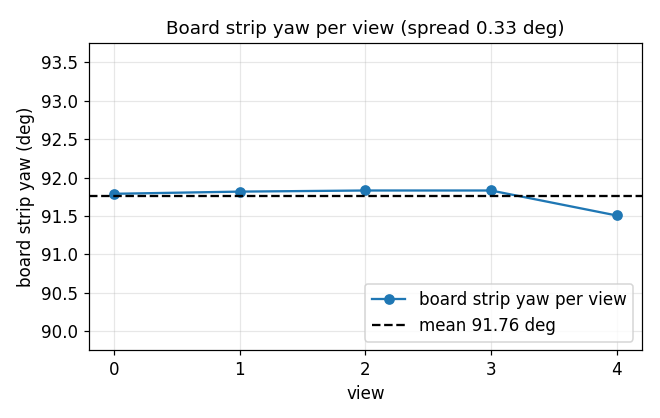 Board strip yaw per view (spread 0.33 deg)
board strip yaw (deg)
93.5
93.0
92.5
92.0
91.5
91.0
90.5
90.0
board strip yaw per view
mean 91.76 deg
0 1 2 3 4
view